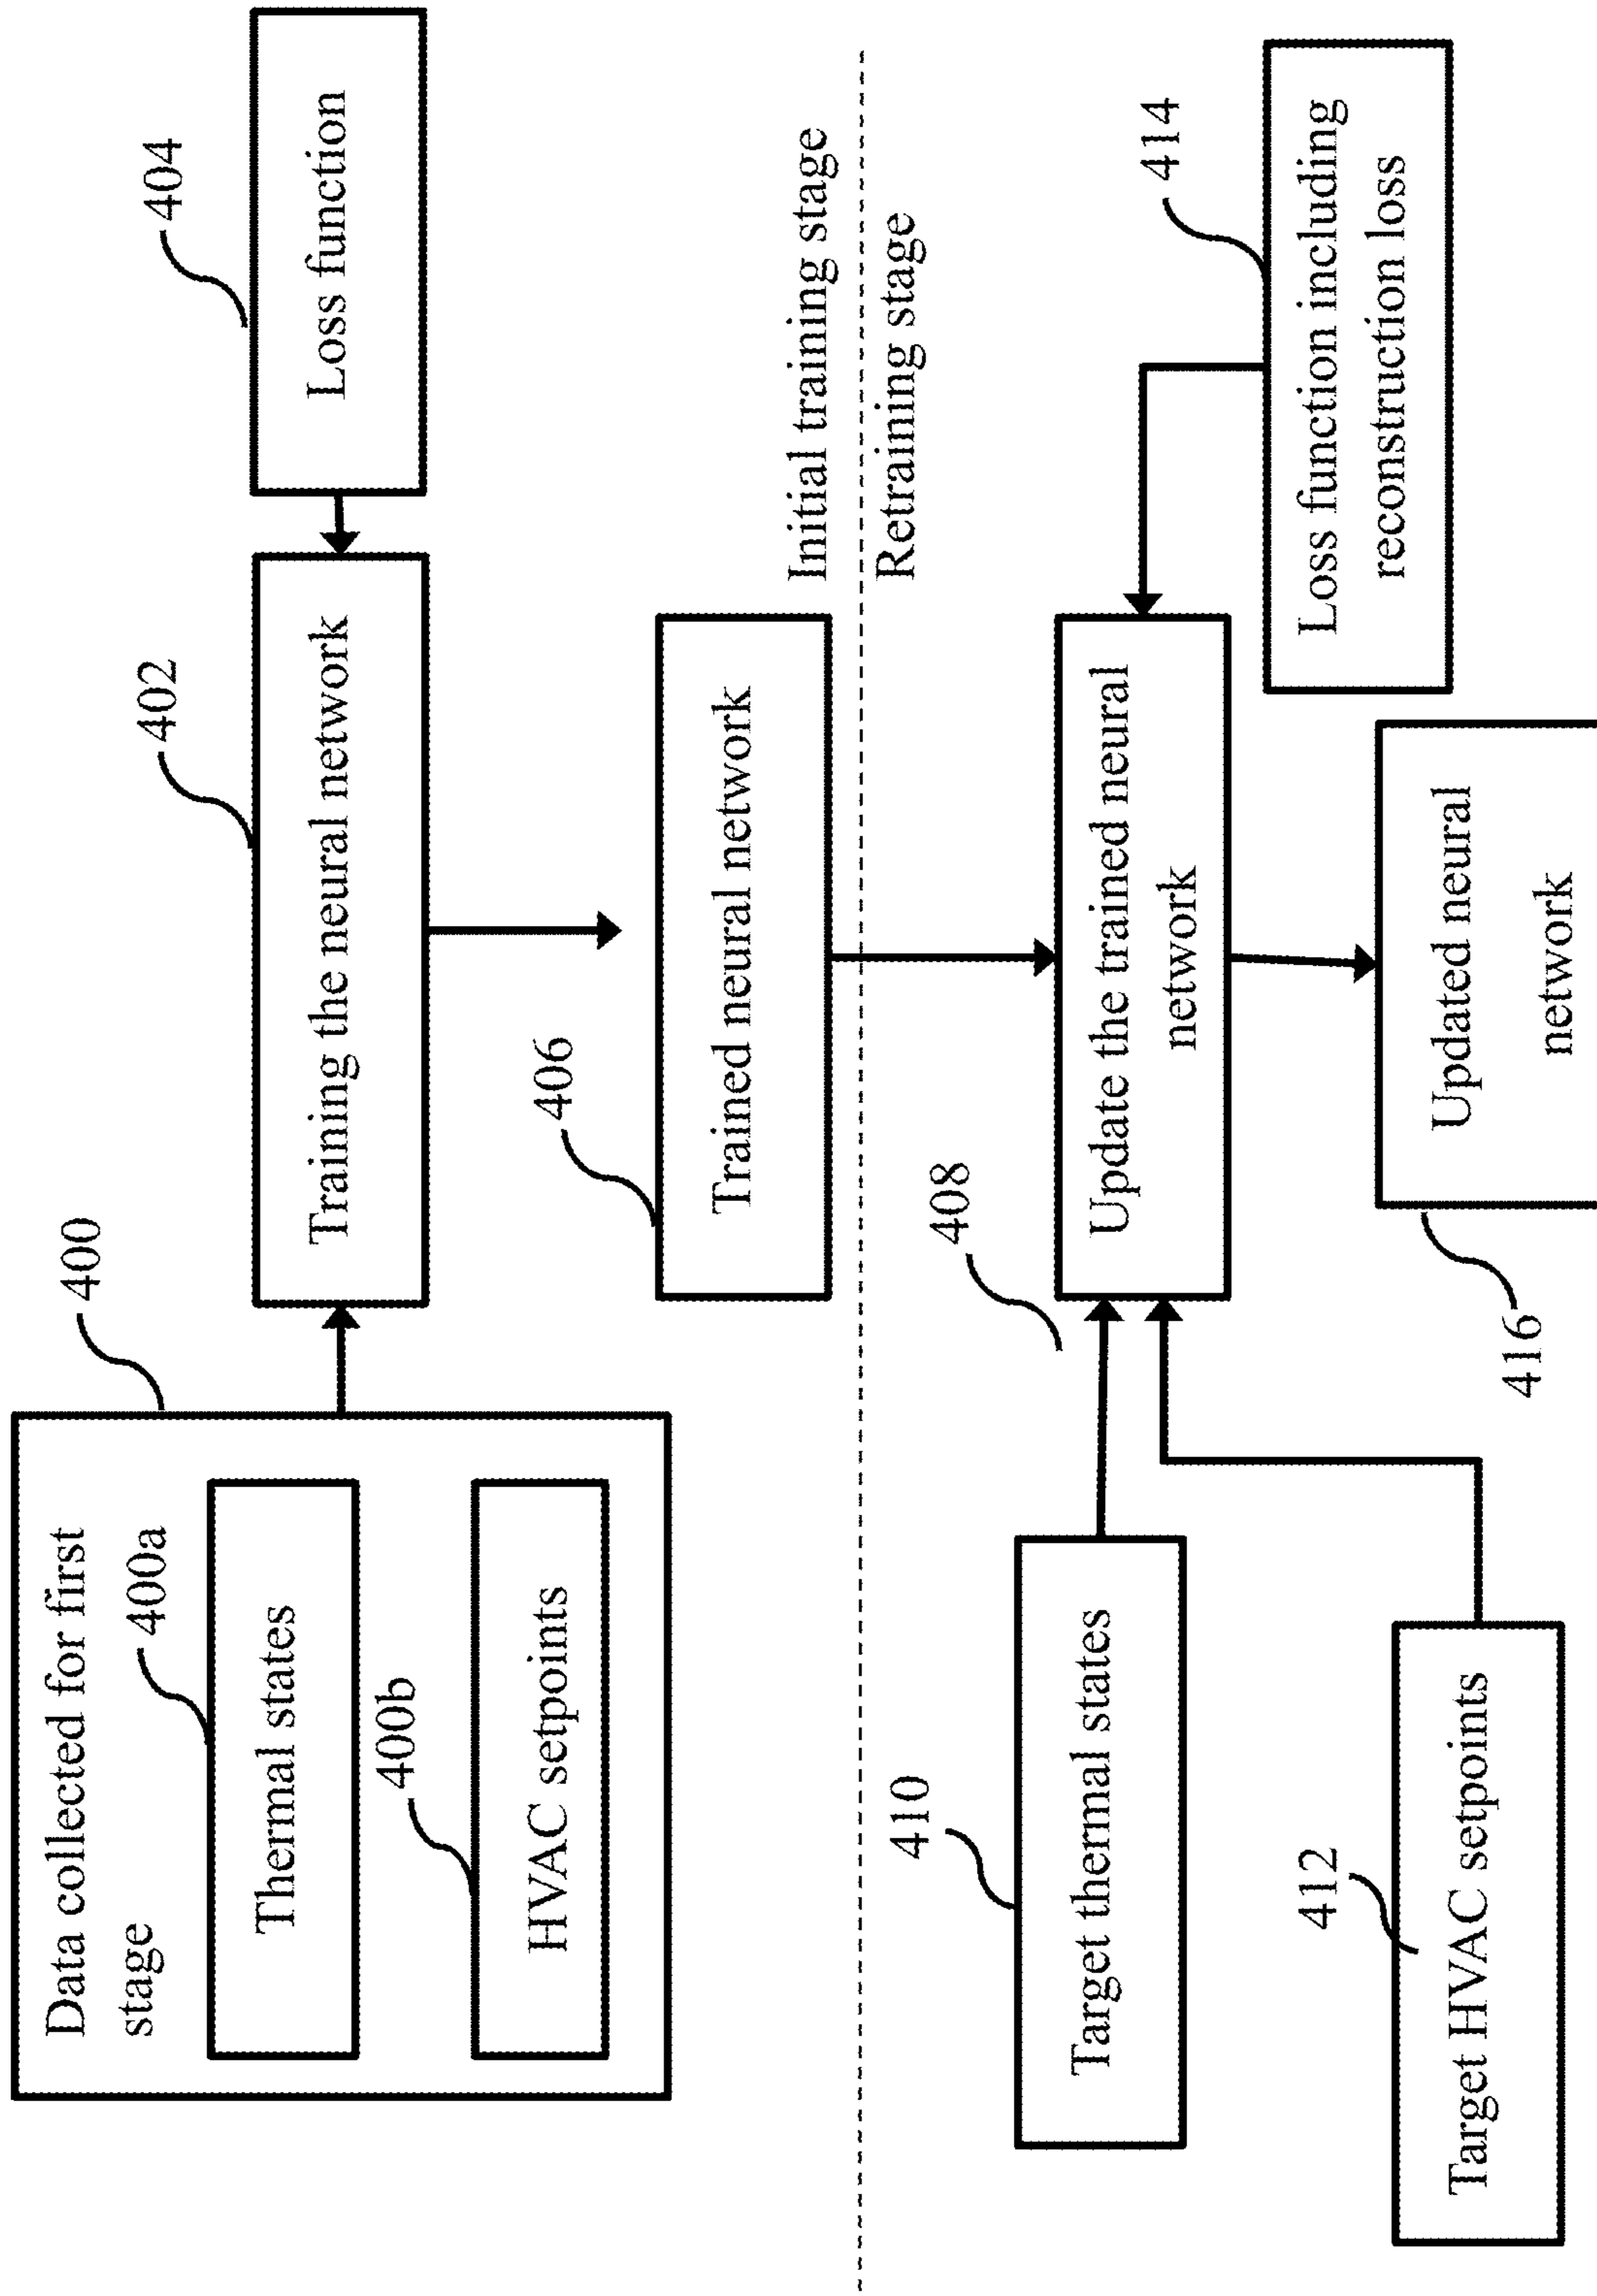 400
Data collected for first
stage
400a
Thermal states
400b
HVAC setpoints
402
Training the neural network
404
Loss function
406
Trained neural network
Initial training stage
Retraining stage
408
Update the trained neural
network
410
Target thermal states
412
Target HVAC setpoints
414
Loss function including
reconstruction loss
416
Updated neural
network